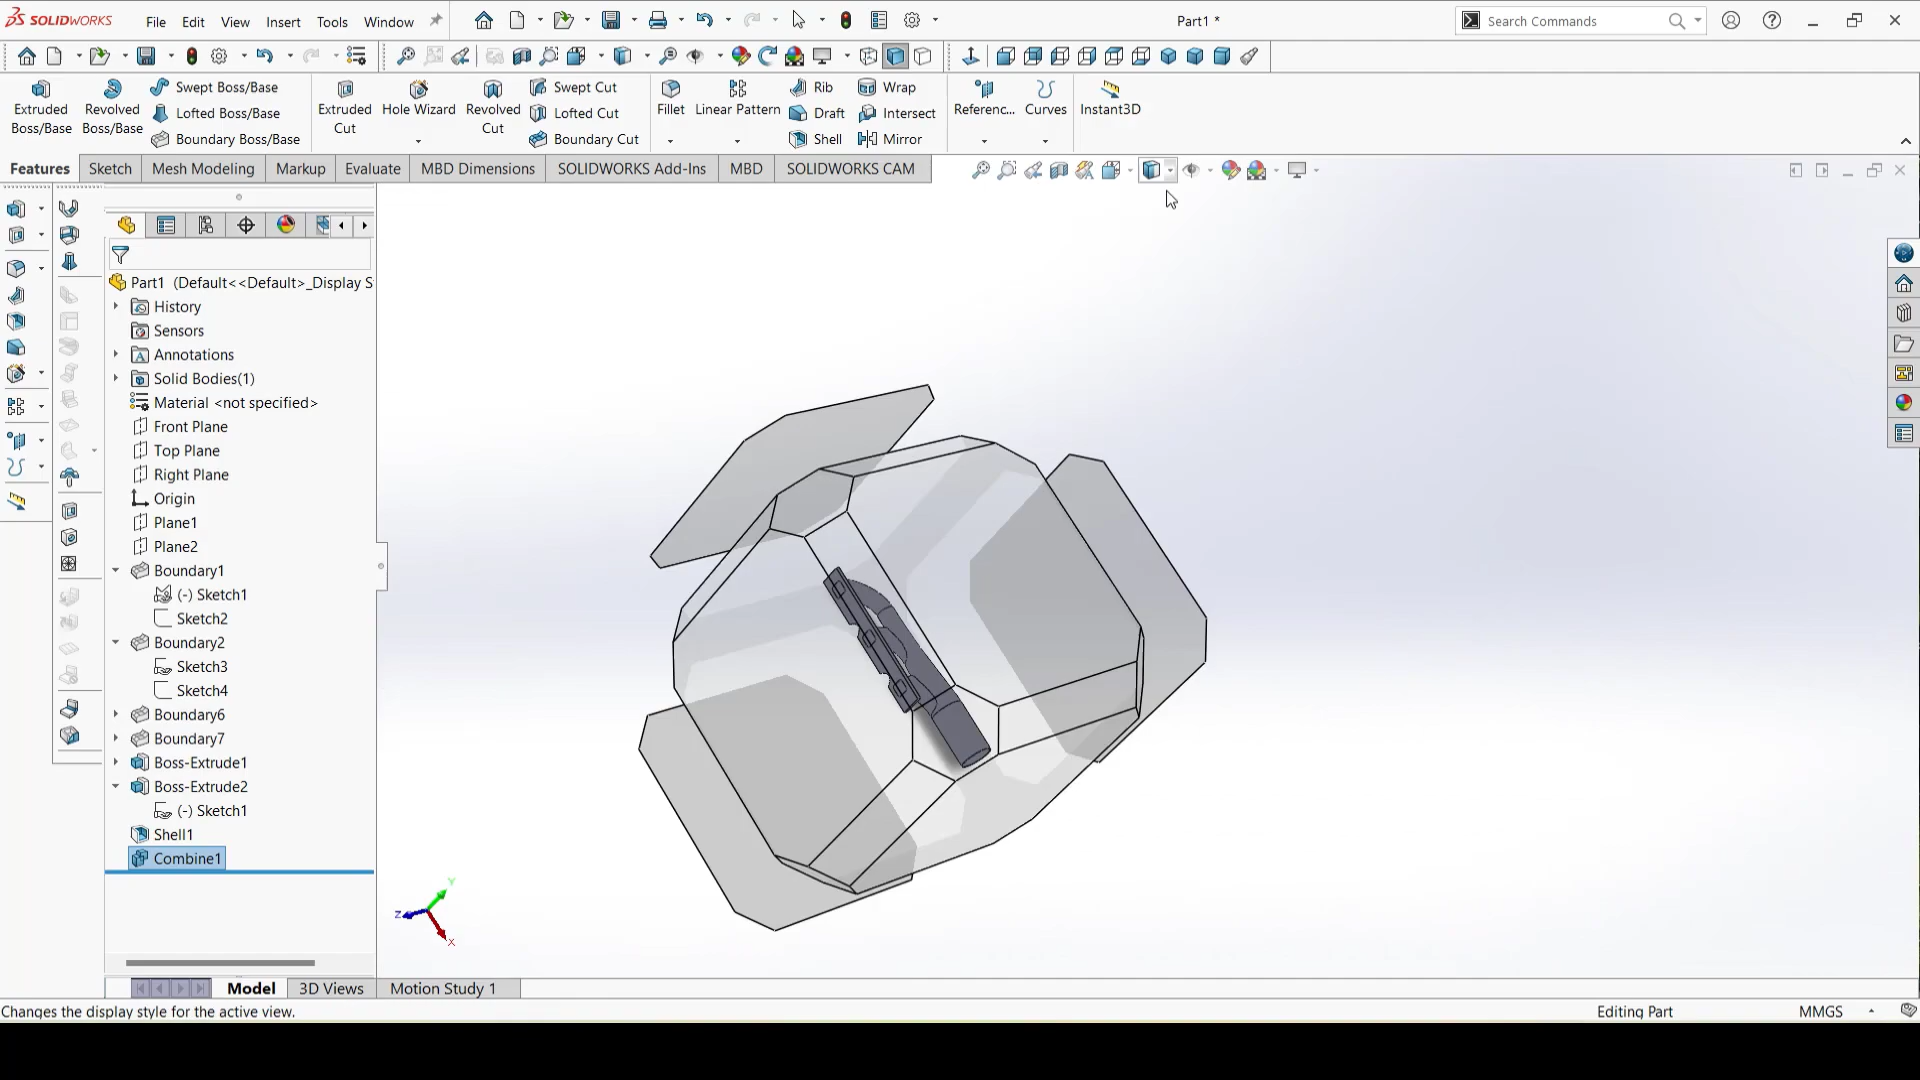 SOLIDWORKS File Edit View Insert Tools Window Part1 * Search Commands
Extruded Boss/Base
Revolved Boss/Base
Swept Boss/Base
Lofted Boss/Base
Boundary Boss/Base
Extruded Cut
Hole Wizard
Revolved Cut
Swept Cut
Lofted Cut
Boundary Cut
Fillet
Linear Pattern
Rib
Draft
Shell
Wrap
Intersect
Mirror
Referenc...
Curves
Instant3D
Features Sketch Mesh Modeling Markup Evaluate MBD Dimensions SOLIDWORKS Add-Ins MBD SOLIDWORKS CAM
Part1 (Default<<Default>_Display S
History
Sensors
Annotations
Solid Bodies(1)
Material <not specified>
Front Plane
Top Plane
Right Plane
Origin
Plane1
Plane2
Boundary1
(-) Sketch1
Sketch2
Boundary2
Sketch3
Sketch4
Boundary6
Boundary7
Boss-Extrude1
Boss-Extrude2
(-) Sketch1
Shell1
Combine1
Y
Z
X
Model 3D Views Motion Study 1
Changes the display style for the active view. Editing Part MMGS